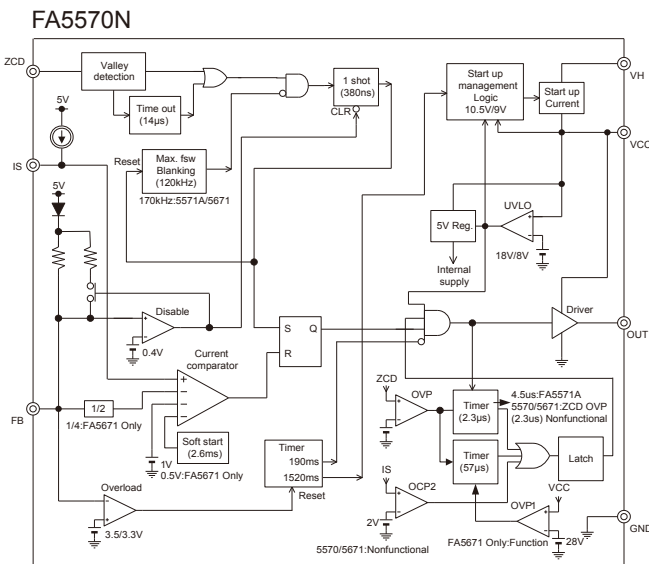 FA5570N
ZCD
Valley
detection
Time out
(14µs)
1 shot
(380ns)
CLR
Start up
management
Logic
10.5V/9V
Start up
Current
VH
VCC
5V
IS
Reset
Max. fsw
Blanking
(120kHz)
170kHz:5571A/5671
5V
5V Reg.
UVLO
18V/8V
Internal
supply
Disable
0.4V
S
Q
R
Driver
OUT
Current
comparator
FB
1/2
1/4:FA5671 Only
Soft start
(2.6ms)
1V
0.5V:FA5671 Only
Overload
3.5/3.3V
Timer
190ms
1520ms
Reset
ZCD
OVP
Timer
(2.3µs)
4.5us:FA5571A
5570/5671:ZCD OVP
(2.3us) Nonfunctional
Timer
(57µs)
Latch
IS
OCP2
2V
5570/5671:Nonfunctional
VCC
OVP1
28V
FA5671 Only:Function
GND